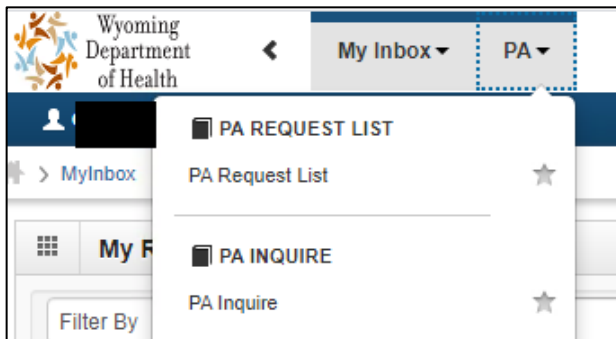 Wyoming
Department
of Health
My Inbox
PA
PA REQUEST LIST
MyInbox
PA Request List
My
PA INQUIRE
PA Inquire
Filter By